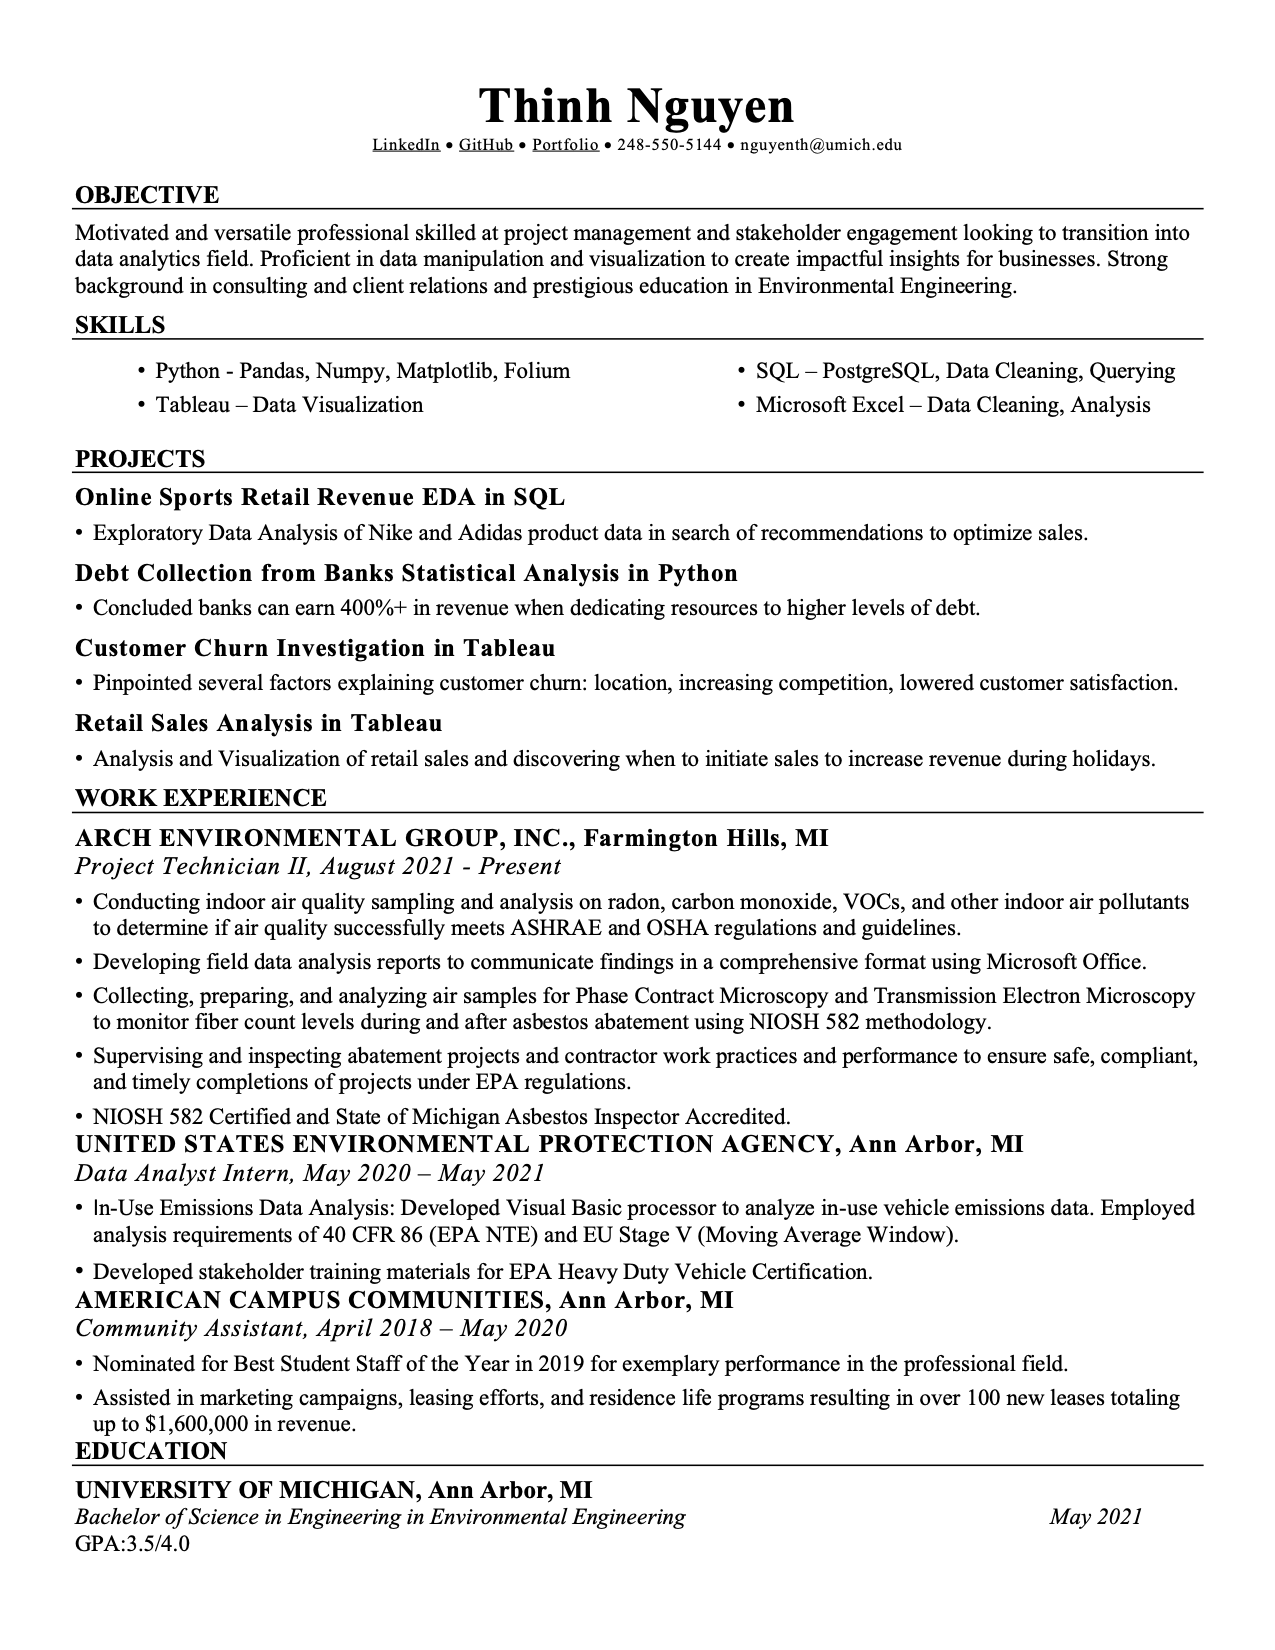 Thinh Nguyen
LinkedIn • GitHub • Portfolio • 248-550-5144 • nguyenth@umich.edu
OBJECTIVE
Motivated and versatile professional skilled at project management and stakeholder engagement looking to transition into
data analytics field. Proficient in data manipulation and visualization to create impactful insights for businesses. Strong
background in consulting and client relations and prestigious education in Environmental Engineering.
SKILLS
• Python - Pandas, Numpy, Matplotlib, Folium
• Tableau – Data Visualization
• SQL – PostgreSQL, Data Cleaning, Querying
• Microsoft Excel – Data Cleaning, Analysis
PROJECTS
Online Sports Retail Revenue EDA in SQL
• Exploratory Data Analysis of Nike and Adidas product data in search of recommendations to optimize sales.
Debt Collection from Banks Statistical Analysis in Python
• Concluded banks can earn 400%+ in revenue when dedicating resources to higher levels of debt.
Customer Churn Investigation in Tableau
• Pinpointed several factors explaining customer churn: location, increasing competition, lowered customer satisfaction.
Retail Sales Analysis in Tableau
• Analysis and Visualization of retail sales and discovering when to initiate sales to increase revenue during holidays.
WORK EXPERIENCE
ARCH ENVIRONMENTAL GROUP, INC., Farmington Hills, MI
Project Technician II, August 2021 - Present
• Conducting indoor air quality sampling and analysis on radon, carbon monoxide, VOCs, and other indoor air pollutants
to determine if air quality successfully meets ASHRAE and OSHA regulations and guidelines.
• Developing field data analysis reports to communicate findings in a comprehensive format using Microsoft Office.
• Collecting, preparing, and analyzing air samples for Phase Contract Microscopy and Transmission Electron Microscopy
to monitor fiber count levels during and after asbestos abatement using NIOSH 582 methodology.
• Supervising and inspecting abatement projects and contractor work practices and performance to ensure safe, compliant,
and timely completions of projects under EPA regulations.
• NIOSH 582 Certified and State of Michigan Asbestos Inspector Accredited.
UNITED STATES ENVIRONMENTAL PROTECTION AGENCY, Ann Arbor, MI
Data Analyst Intern, May 2020 – May 2021
• In-Use Emissions Data Analysis: Developed Visual Basic processor to analyze in-use vehicle emissions data. Employed
analysis requirements of 40 CFR 86 (EPA NTE) and EU Stage V (Moving Average Window).
• Developed stakeholder training materials for EPA Heavy Duty Vehicle Certification.
AMERICAN CAMPUS COMMUNITIES, Ann Arbor, MI
Community Assistant, April 2018 – May 2020
• Nominated for Best Student Staff of the Year in 2019 for exemplary performance in the professional field.
• Assisted in marketing campaigns, leasing efforts, and residence life programs resulting in over 100 new leases totaling
up to $1,600,000 in revenue.
EDUCATION
UNIVERSITY OF MICHIGAN, Ann Arbor, MI
Bachelor of Science in Engineering in Environmental Engineering May 2021
GPA:3.5/4.0